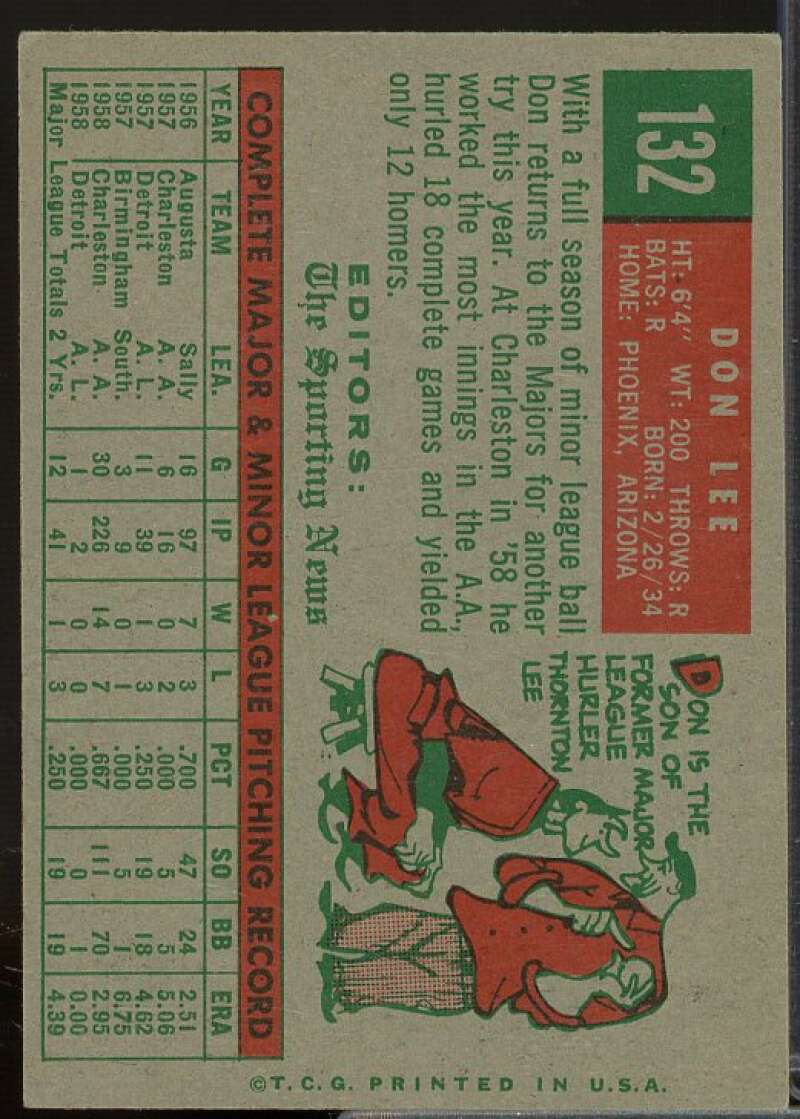 132
DON LEE
HT: 6'4" WT: 200 THROWS: R
BATS: R BORN: 2/26/34
HOME: PHOENIX, ARIZONA
With a full season of minor league ball
Don returns to the Majors for another
try this year. At Charleston in '58 he
worked the most innings in the A.A.,
hurled 18 complete games and yielded
only 12 homers.
EDITORS:
The Sporting News
DON IS THE
SON OF
FORMER MAJOR
LEAGUE
HURLER
THORNTON
LEE
COMPLETE MAJOR & MINOR LEAGUE PITCHING RECORD
YEAR TEAM LEA. G IP W L PCT SO BB ERA
1956 Augusta Sally 16 97 7 3 .700 47 24 2.51
1957 Charleston A. A. 6 16 0 2 .000 5 5 5.06
1957 Detroit A. L. 11 39 1 3 .250 19 18 4.62
1957 Birmingham South. 3 9 0 1 .000 5 1 6.75
1958 Charleston A. A. 30 226 14 7 .667 111 70 2.95
1958 Detroit A. L. 1 2 0 0 .000 0 1 0.00
Major League Totals 2 Yrs. 12 41 1 3 .250 19 19 4.39
©T.C.G. PRINTED IN U.S.A.